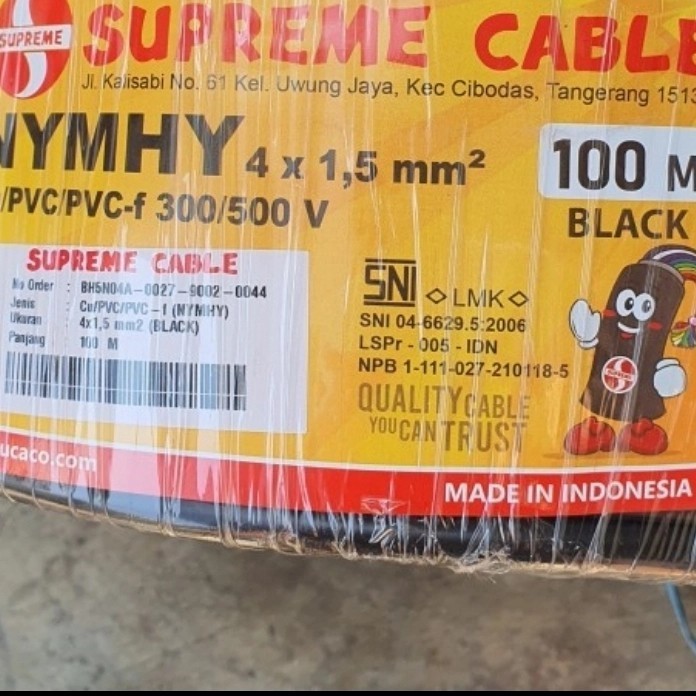 SUPREME
SUPREME CABLE
Jl. Kalisabi No. 61 Kel. Uwung Jaya, Kec Cibodas, Tangerang 1513
NYMHY 4 x 1,5 mm²
/PVC/PVC-f 300/500 V
100 M
BLACK
SUPREME CABLE
No Order : BH5N04A-0027-9002-0044
Jenis : Cu/PVC/PVC-f (NYMHY)
Ukuran : 4x1,5 mm2 (BLACK)
Panjang : 100 M
SNI LMK
SNI 04-6629.5:2006
LSPr - 005 - IDN
NPB 1-111-027-210118-5
QUALITY CABLE
YOU CAN TRUST
ucaco.com
MADE IN INDONESIA